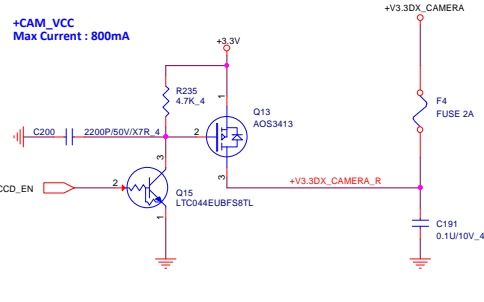 +V3.3DX_CAMERA
+CAM_VCC
Max Current : 800mA
+3.3V
R235
4.7K_4
1
Q13
AOS3413
F4
FUSE 2A
C200
2200P/50V/X7R_4
2
3
3
+V3.3DX_CAMERA_R
CCD_EN
2
Q15
LTC044EUBFS8TL
1
C191
0.1U/10V_4